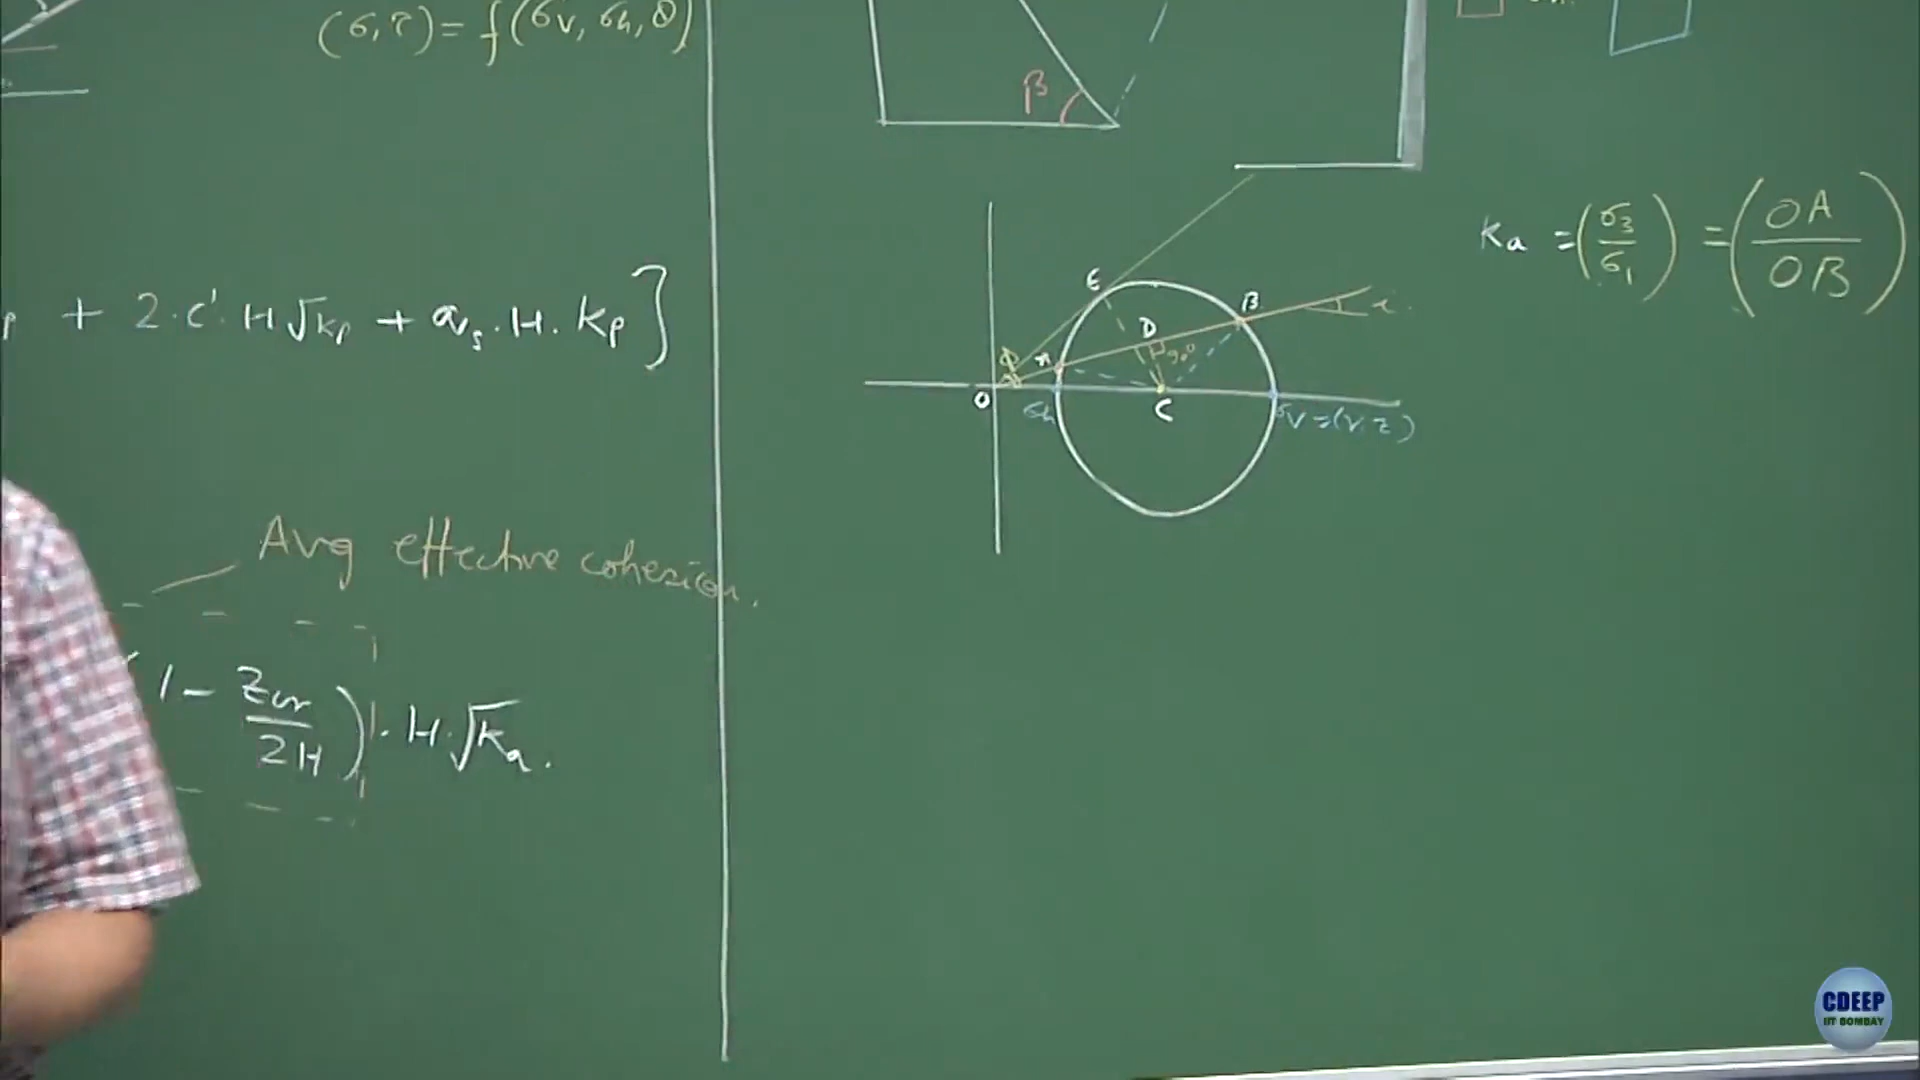 (σ,τ) = f(σv, σh, θ)
β
+ 2·c'·H√kp + qs·H·kp]
Ka = (σ3/σ1) = (OA/OB)
E
B
i
D
90°
Φ
A
O
σh
C
σv = (γ·z)
Avg effective cohesion.
1 - Zcr/2H)·H·√Ka.
CDEEP
IIT BOMBAY